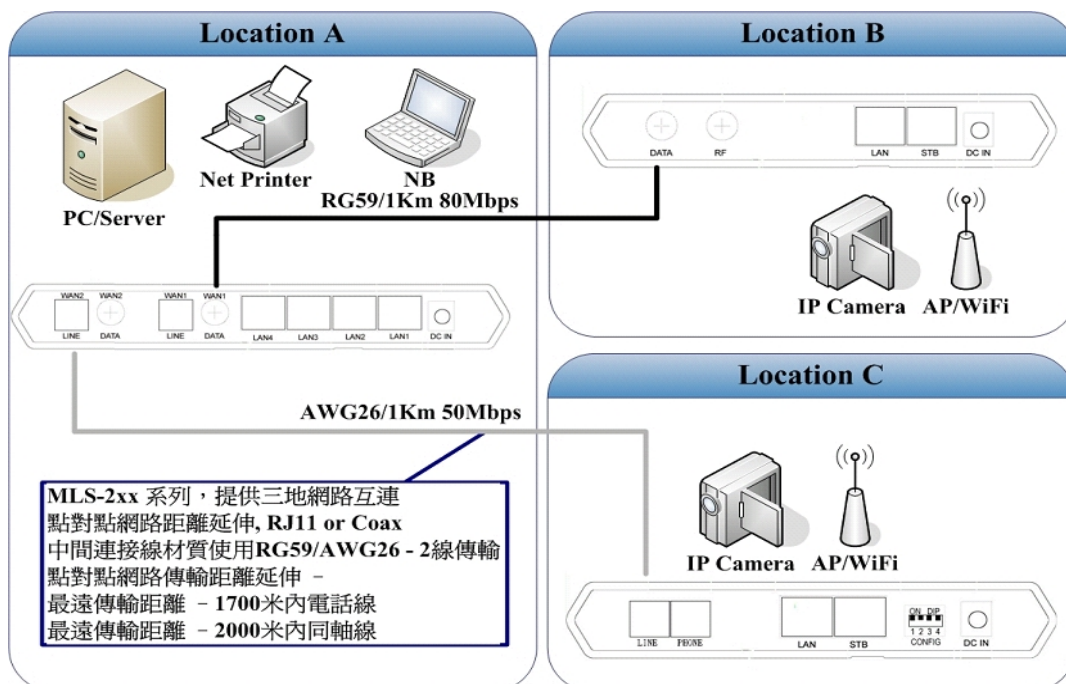 Location A
PC/Server
Net Printer
NB
RG59/1Km 80Mbps
WAN2 WAN2 WAN1 WAN1
LINE DATA LINE DATA LAN4 LAN3 LAN2 LAN1 DC IN
AWG26/1Km 50Mbps
MLS-2xx 系列，提供三地網路互連
點對點網路距離延伸, RJ11 or Coax
中間連接線材質使用RG59/AWG26 - 2線傳輸
點對點網路傳輸距離延伸 -
最遠傳輸距離 - 1700米內電話線
最遠傳輸距離 - 2000米內同軸線
Location B
DATA RF LAN STB DC IN
IP Camera AP/WiFi
Location C
IP Camera AP/WiFi
ON DIP
1 2 3 4
LINE PHONE LAN STB CONFIG DC IN